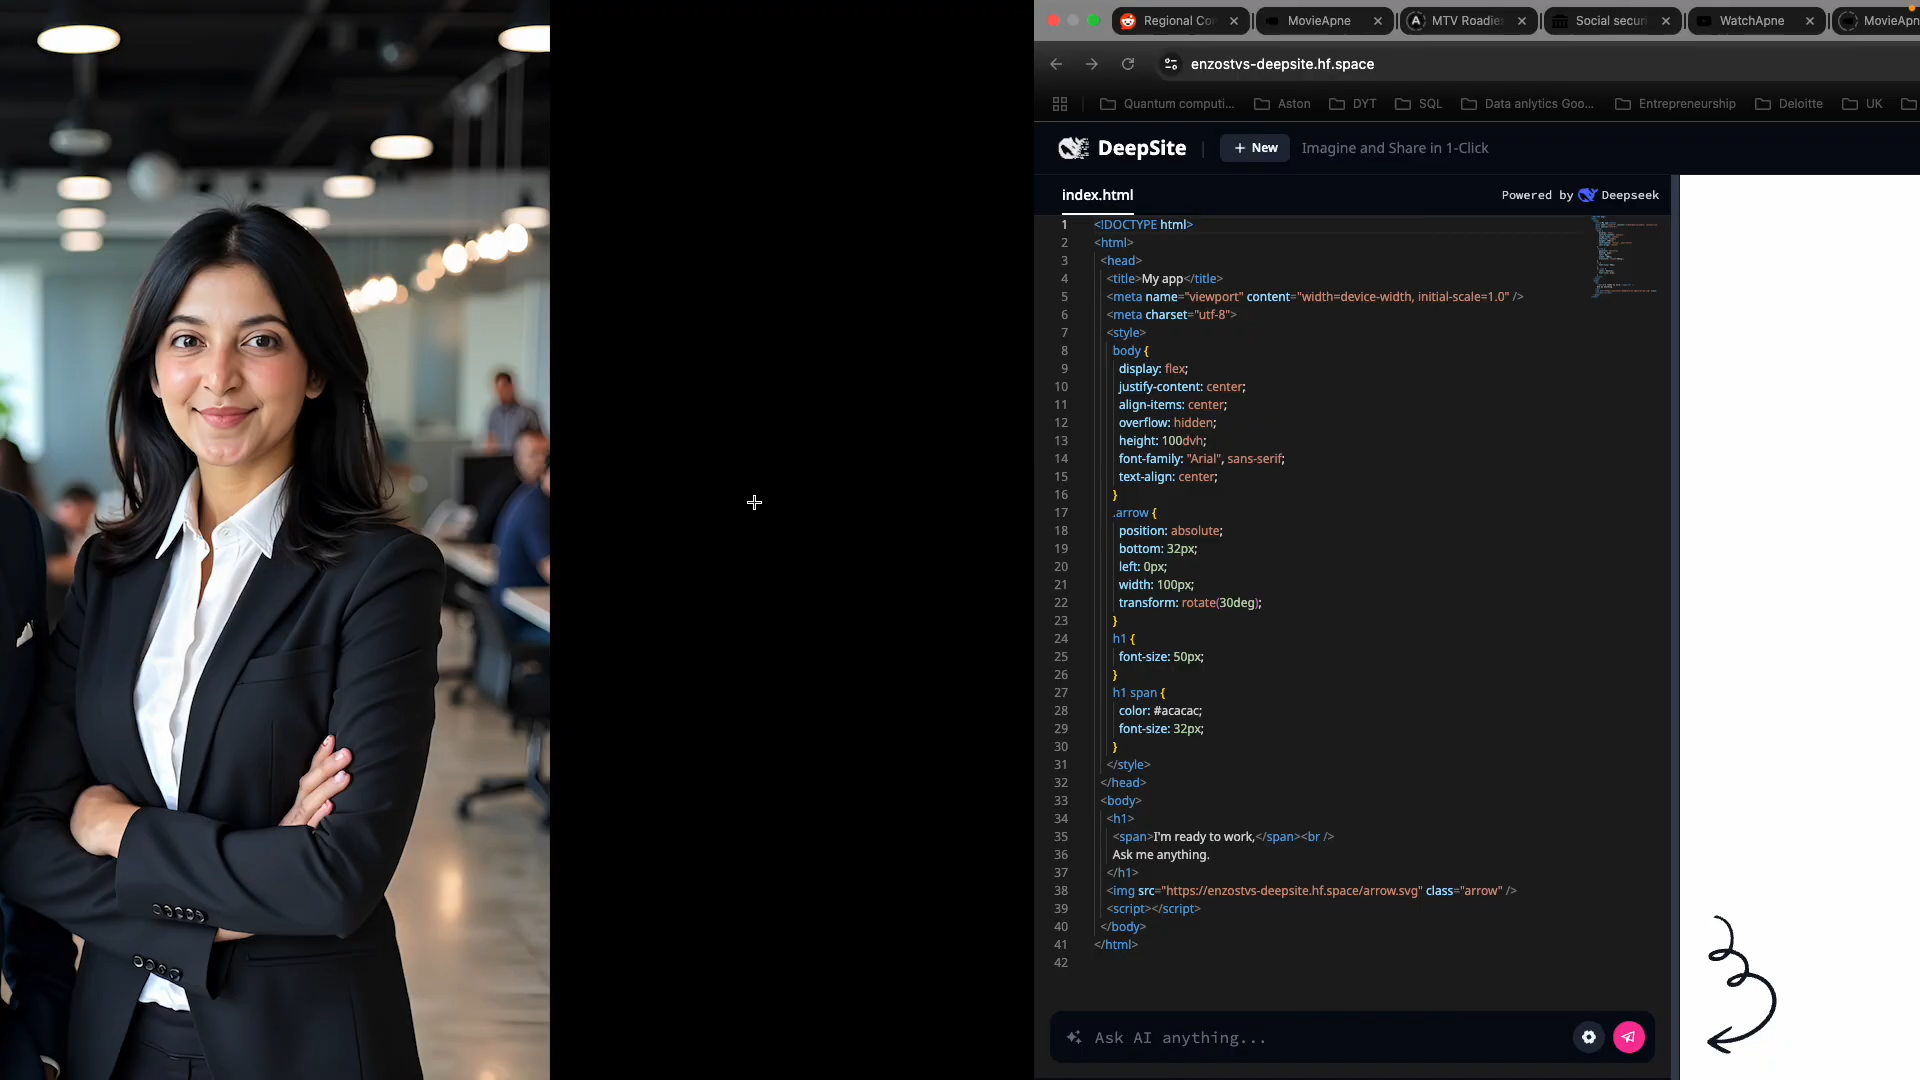 Regional Co
MovieApne
MTV Roadies
Social securi
WatchApne
MovieApn
enzostvs-deepsite.hf.space
Quantum computi...
Aston
DYT
SQL
Data anlytics Goo...
Entrepreneurship
Deloitte
UK
DeepSite
+ New
Imagine and Share in 1-Click
index.html
Powered by Deepseek
1 <!DOCTYPE html>
2 <html>
3 <head>
4 <title>My app</title>
5 <meta name="viewport" content="width=device-width, initial-scale=1.0" />
6 <meta charset="utf-8">
7 <style>
8 body {
9 display: flex;
10 justify-content: center;
11 align-items: center;
12 overflow: hidden;
13 height: 100dvh;
14 font-family: "Arial", sans-serif;
15 text-align: center;
16 }
17 .arrow {
18 position: absolute;
19 bottom: 32px;
20 left: 0px;
21 width: 100px;
22 transform: rotate(30deg);
23 }
24 h1 {
25 font-size: 50px;
26 }
27 h1 span {
28 color: #acacac;
29 font-size: 32px;
30 }
31 </style>
32 </head>
33 <body>
34 <h1>
35 <span>I'm ready to work,</span><br />
36 Ask me anything.
37 </h1>
38 <img src="https://enzostvs-deepsite.hf.space/arrow.svg" class="arrow" />
39 <script></script>
40 </body>
41 </html>
42
Ask AI anything...